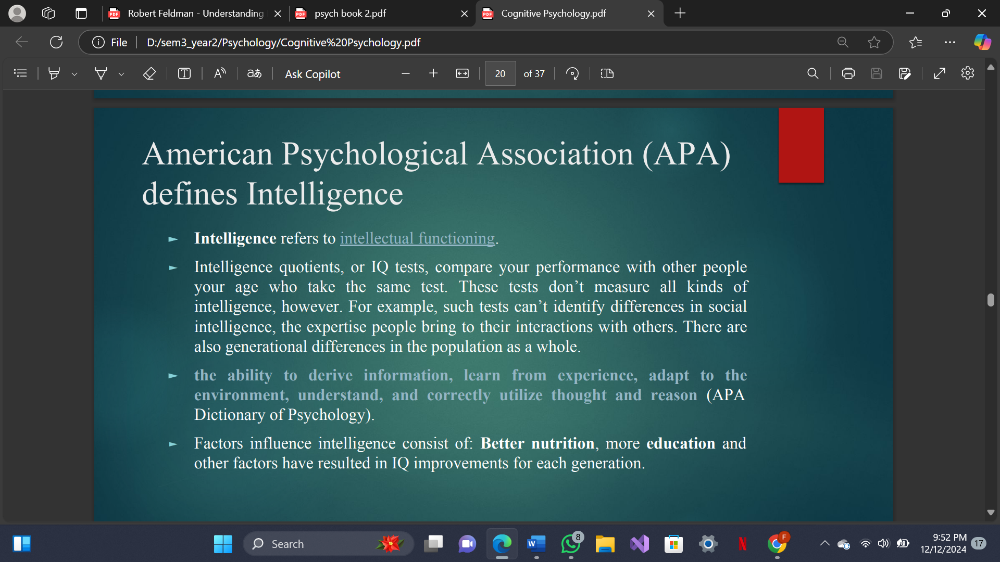 Robert Feldman - Understanding
psych book 2.pdf
Cognitive Psychology.pdf
File
D:/sem3_year2/Psychology/Cognitive%20Psychology.pdf
Ask Copilot
20
of 37
American Psychological Association (APA)
defines Intelligence
Intelligence refers to intellectual functioning.
Intelligence quotients, or IQ tests, compare your performance with other people
your age who take the same test. These tests don’t measure all kinds of
intelligence, however. For example, such tests can’t identify differences in social
intelligence, the expertise people bring to their interactions with others. There are
also generational differences in the population as a whole.
the ability to derive information, learn from experience, adapt to the
environment, understand, and correctly utilize thought and reason (APA
Dictionary of Psychology).
Factors influence intelligence consist of: Better nutrition, more education and
other factors have resulted in IQ improvements for each generation.
Search
8
F
9:52 PM
12/12/2024
17